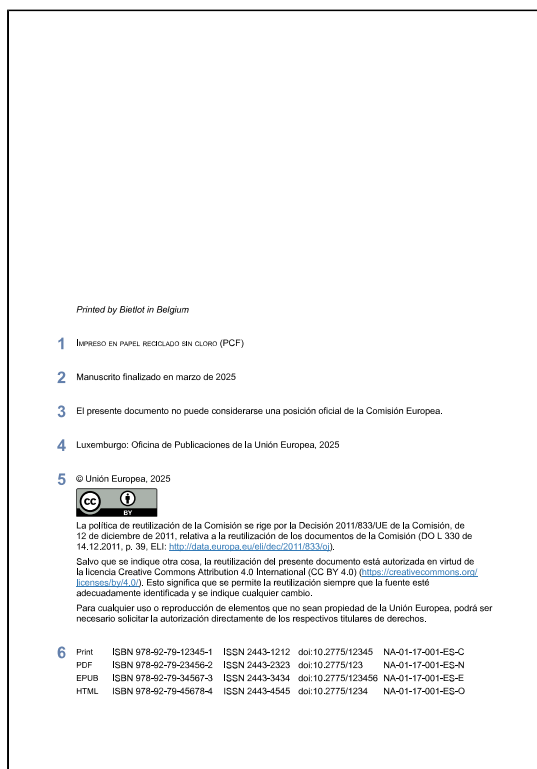 Printed by Bietlot in Belgium
1 Impreso en papel reciclado sin cloro (PCF)
2 Manuscrito finalizado en marzo de 2025
3 El presente documento no puede considerarse una posición oficial de la Comisión Europea.
4 Luxemburgo: Oficina de Publicaciones de la Unión Europea, 2025
5 © Unión Europea, 2025
cc BY
La política de reutilización de la Comisión se rige por la Decisión 2011/833/UE de la Comisión, de
12 de diciembre de 2011, relativa a la reutilización de los documentos de la Comisión (DO L 330 de
14.12.2011, p. 39, ELI: http://data.europa.eu/eli/dec/2011/833/oj).
Salvo que se indique otra cosa, la reutilización del presente documento está autorizada en virtud de
la licencia Creative Commons Attribution 4.0 International (CC BY 4.0) (https://creativecommons.org/
licenses/by/4.0/). Esto significa que se permite la reutilización siempre que la fuente esté
adecuadamente identificada y se indique cualquier cambio.
Para cualquier uso o reproducción de elementos que no sean propiedad de la Unión Europea, podrá ser
necesario solicitar la autorización directamente de los respectivos titulares de derechos.
6 Print ISBN 978-92-79-12345-1 ISSN 2443-1212 doi:10.2775/12345 NA-01-17-001-ES-C
PDF ISBN 978-92-79-23456-2 ISSN 2443-2323 doi:10.2775/123 NA-01-17-001-ES-N
EPUB ISBN 978-92-79-34567-3 ISSN 2443-3434 doi:10.2775/123456 NA-01-17-001-ES-E
HTML ISBN 978-92-79-45678-4 ISSN 2443-4545 doi:10.2775/1234 NA-01-17-001-ES-O